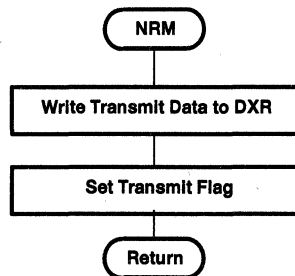 NRM
Write Transmit Data to DXR
Set Transmit Flag
Return